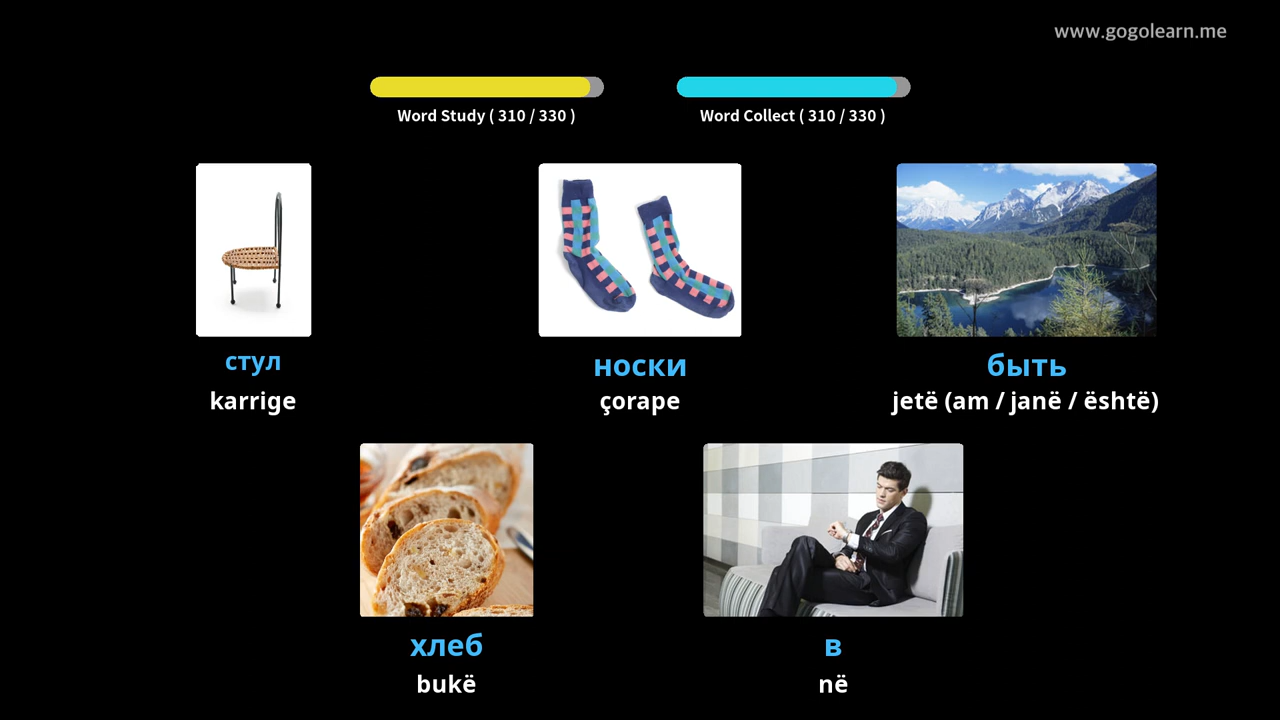 www.gogolearn.me
Word Study ( 310 / 330 )
Word Collect ( 310 / 330 )
стул
karrige
носки
çorape
быть
jetë (am / janë / është)
хлеб
bukë
в
në